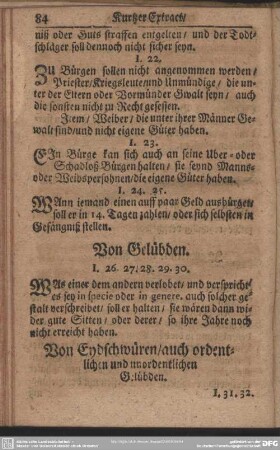 84 Kurtzer Extract
nüß oder Guts straffen entgelten/ und der Todt-
schläger soll dennoch nicht sicher seyn.
I. 22.
ZU Bürgen sollen nicht angenommen werden/
Priester/Kriegsleute/und Unmündige/ die un-
ter der Eltern oder Vormünder Gwalt seyn/ auch
die sonsten nicht zu Recht gesessen.
Item/ Weiber/ die unter ihrer Männer Ge-
walt sind/und nicht eigene Güter haben.
I. 23.
EIn Bürge kan sich auch an seine Uber- oder
Schadloß Bürgen halten/ sie seynd Manns-
oder Weibspersohnen/die eigene Güter haben.
I. 24. 25.
WAnn iemand einen auff paar Geld ausbürget/
soll er in 14. Tagen zahlen/ oder sich selbsten in
Gefängniß stellen.
Von Gelübden.
I. 26. 27. 28. 29. 30.
WAs einer dem andern verlobet/ und verspricht/
es sey in specie oder in genere, auch solcher ge-
stalt verschreibet/ soll er halten/ sie wären dann wi-
der gute Sitten/ oder derer/ so ihre Jahre noch
nicht erreicht haben.
Von Eydschwüren/auch ordent-
lichen und unordentlichen
Gelübden.
I, 31. 32.